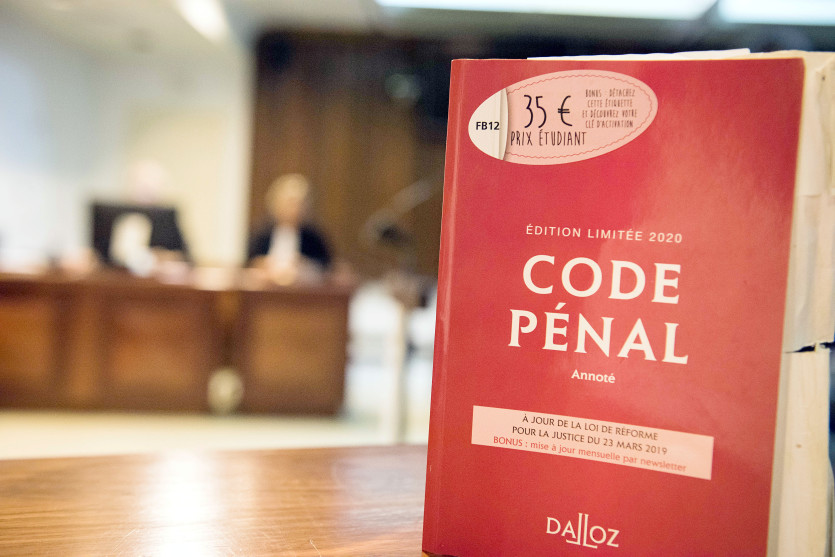 FB12
35 €
PRIX ÉTUDIANT
BONUS : DÉTACHEZ
CETTE ÉTIQUETTE
ET DÉCOUVREZ VOTRE
CLÉ D'ACTIVATION
ÉDITION LIMITÉE 2020
CODE
PÉNAL
Annoté
À JOUR DE LA LOI DE RÉFORME
POUR LA JUSTICE DU 23 MARS 2019
BONUS : mise à jour mensuelle par newsletter
DALLOZ